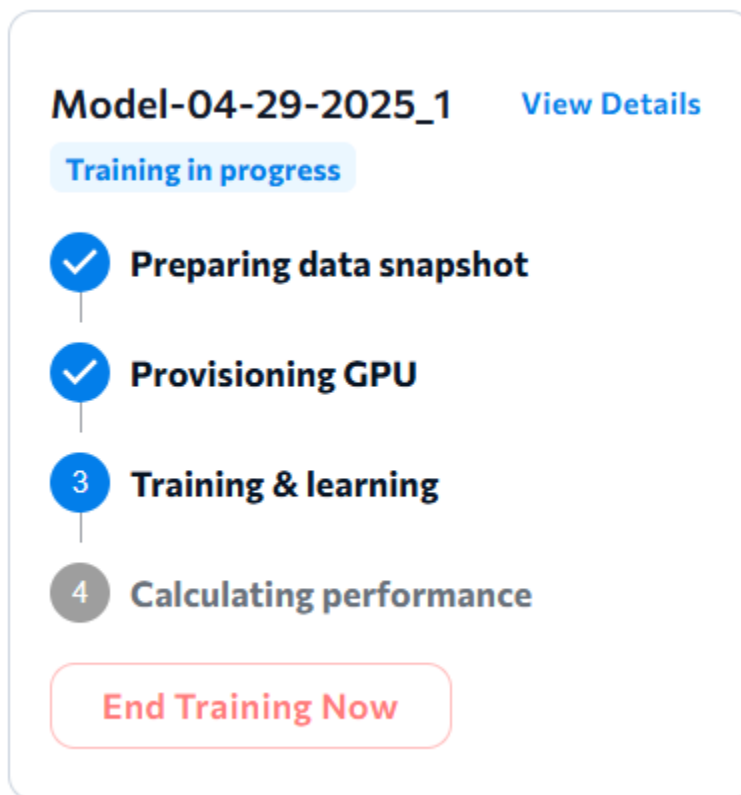 Model-04-29-2025_1 View Details
Training in progress
Preparing data snapshot
Provisioning GPU
3 Training & learning
4 Calculating performance
End Training Now